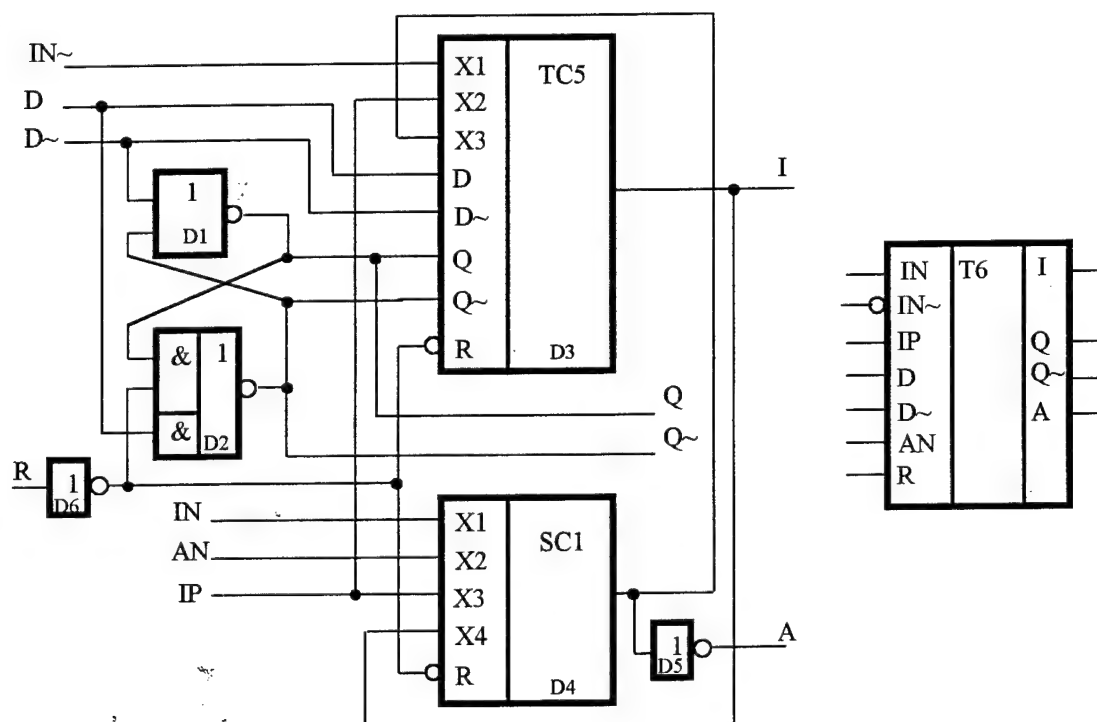 IN~
D
D~
X1
TC5
X2
X3
D
D~
Q
Q~
R
D3
I
1
D1
& 1
&
D2
Q
Q~
R
1
D6
IN
AN
IP
X1
SC1
X2
X3
X4
R
D4
1
D5
A
IN T6 I
IN~
IP Q
D Q~
D~ A
AN
R